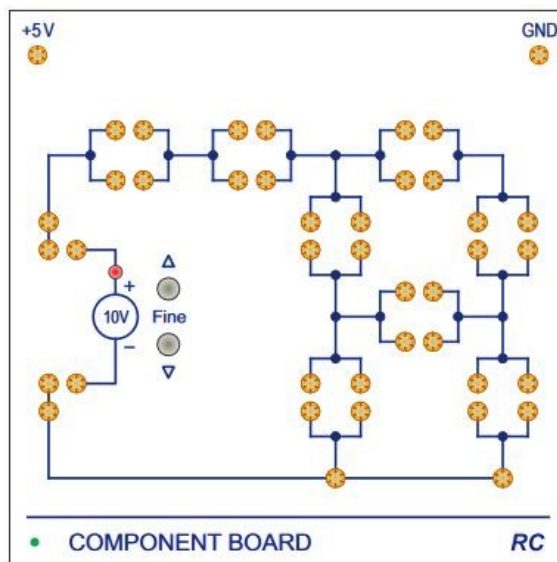 +5V GND
+
10V Fine
−
COMPONENT BOARD RC